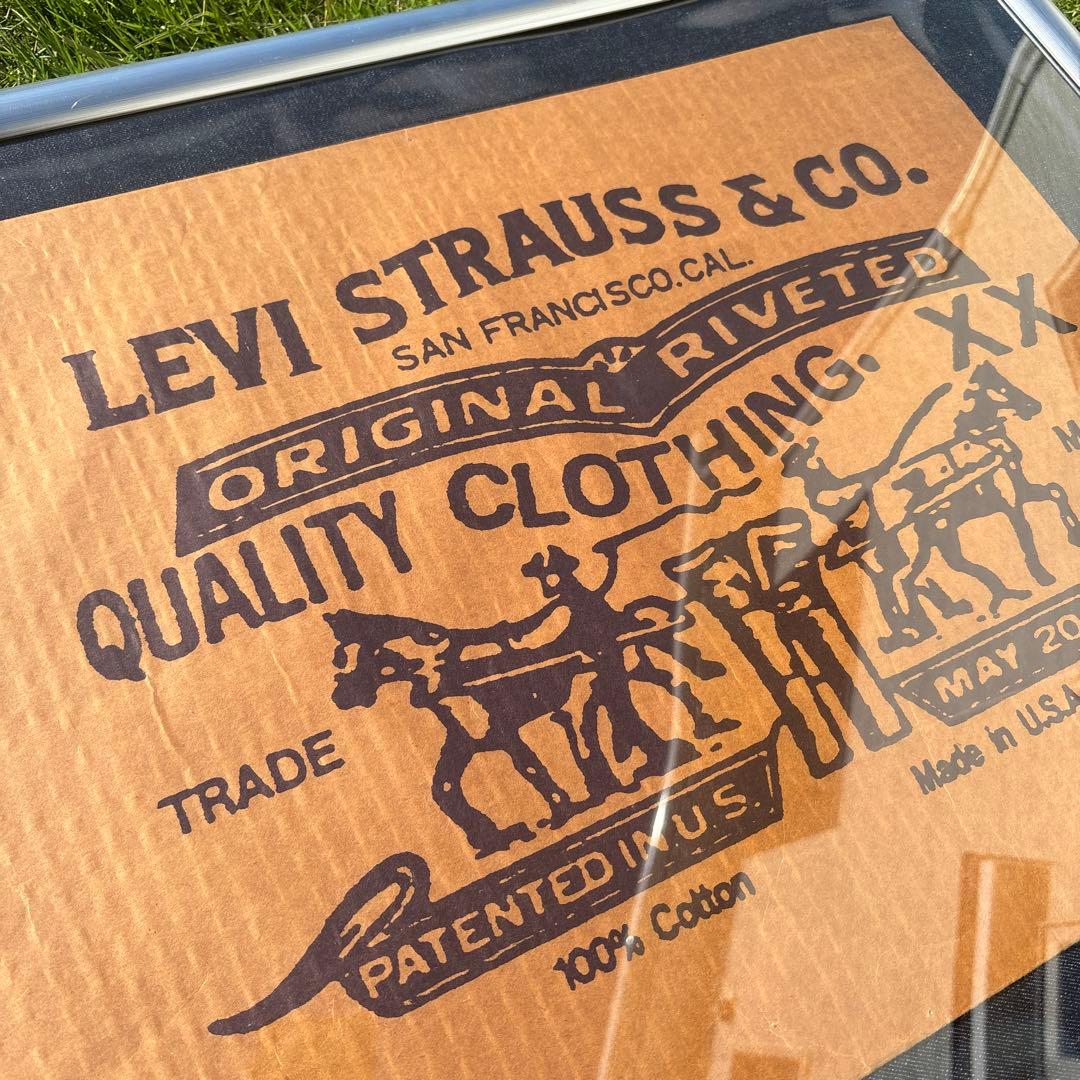 LEVI STRAUSS & CO.
SAN FRANCISCO. CAL.
ORIGINAL RIVETED
QUALITY CLOTHING. XX
TRADE
PATENTED IN U.S.
MAY 20
100% Cotton
Made in U.S.A